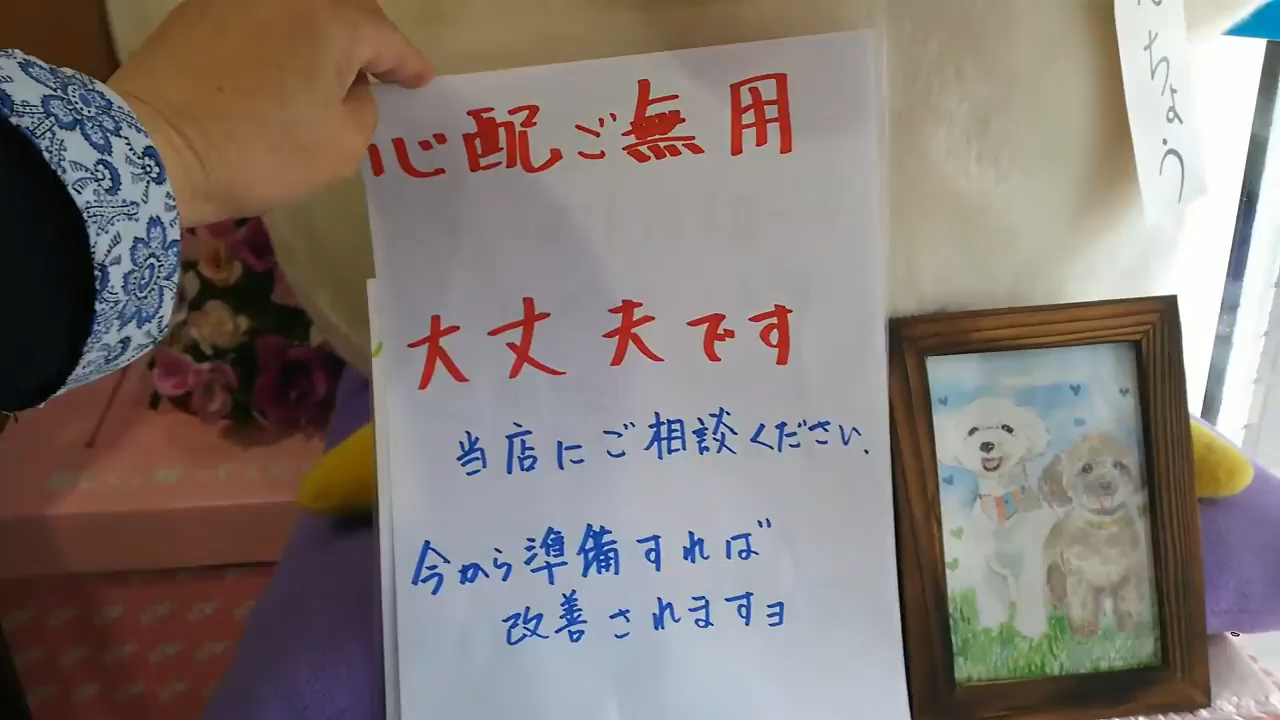 心配ご無用
大丈夫です
当店にご相談ください、
今から準備すれば
改善されますヨ
ちょう